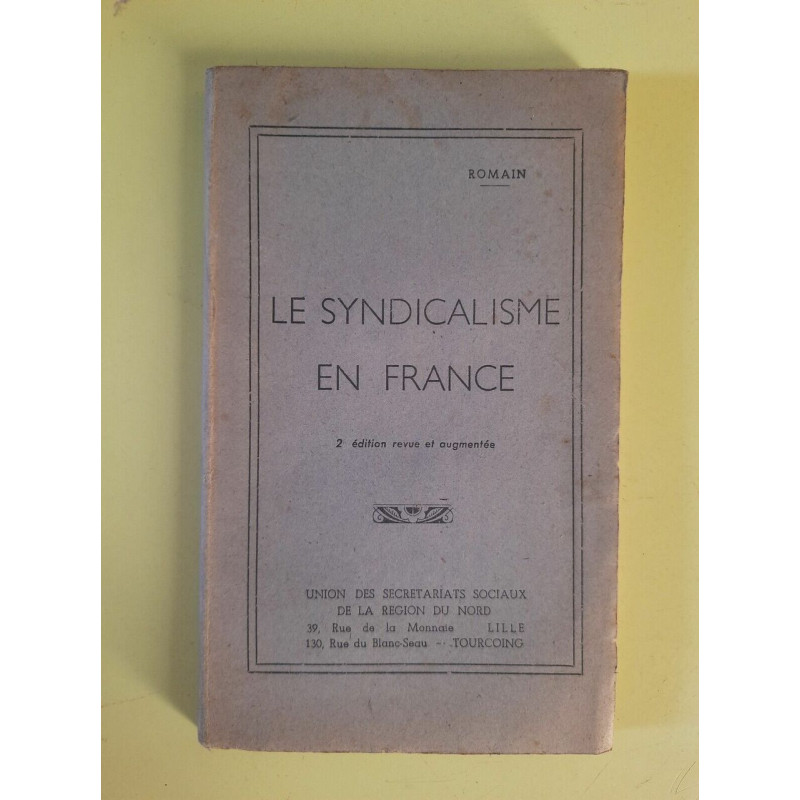 ROMAIN
LE SYNDICALISME
EN FRANCE
2 édition revue et augmentée
UNION DES SECRETARIATS SOCIAUX
DE LA REGION DU NORD
39, Rue de la Monnaie LILLE
130, Rue du Blanc-Seau -- TOURCOING